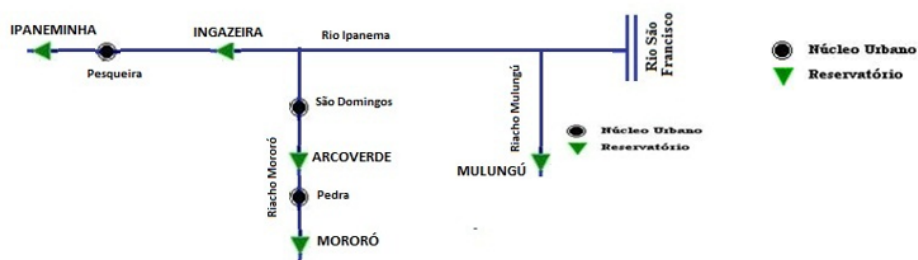 IPANEMINHA
INGAZEIRA
Rio Ipanema
Pesqueira
Rio São
Francisco
Núcleo Urbano
Reservatório
São Domingos
Riacho Mulungú
Núcleo Urbano
Reservatório
Riacho Mororó
ARCOVERDE
MULUNGÚ
Pedra
MORORÓ